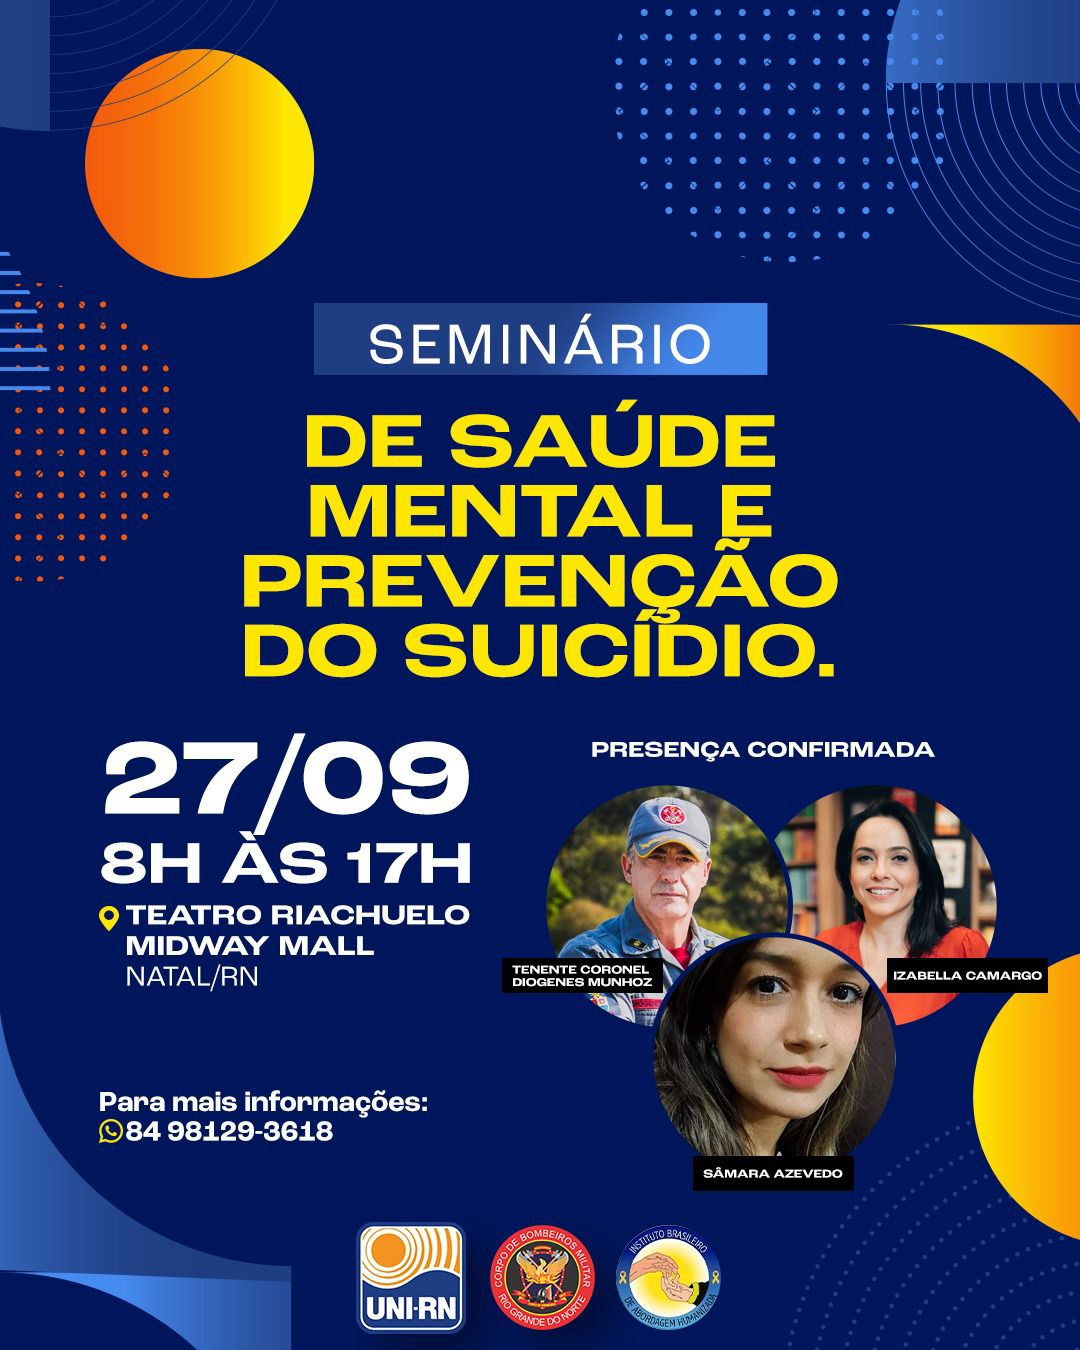 SEMINÁRIO
DE SAÚDE
MENTAL E
PREVENÇÃO
DO SUICÍDIO.
27/09
8H ÀS 17H
TEATRO RIACHUELO
MIDWAY MALL
NATAL/RN
PRESENÇA CONFIRMADA
TENENTE CORONEL
DIOGENES MUNHOZ
IZABELLA CAMARGO
SÂMARA AZEVEDO
Para mais informações:
84 98129-3618
UNI-RN
CORPO DE BOMBEIROS MILITAR
RIO GRANDE DO NORTE
INSTITUTO BRASILEIRO
DE ABORDAGEM HUMANIZADA